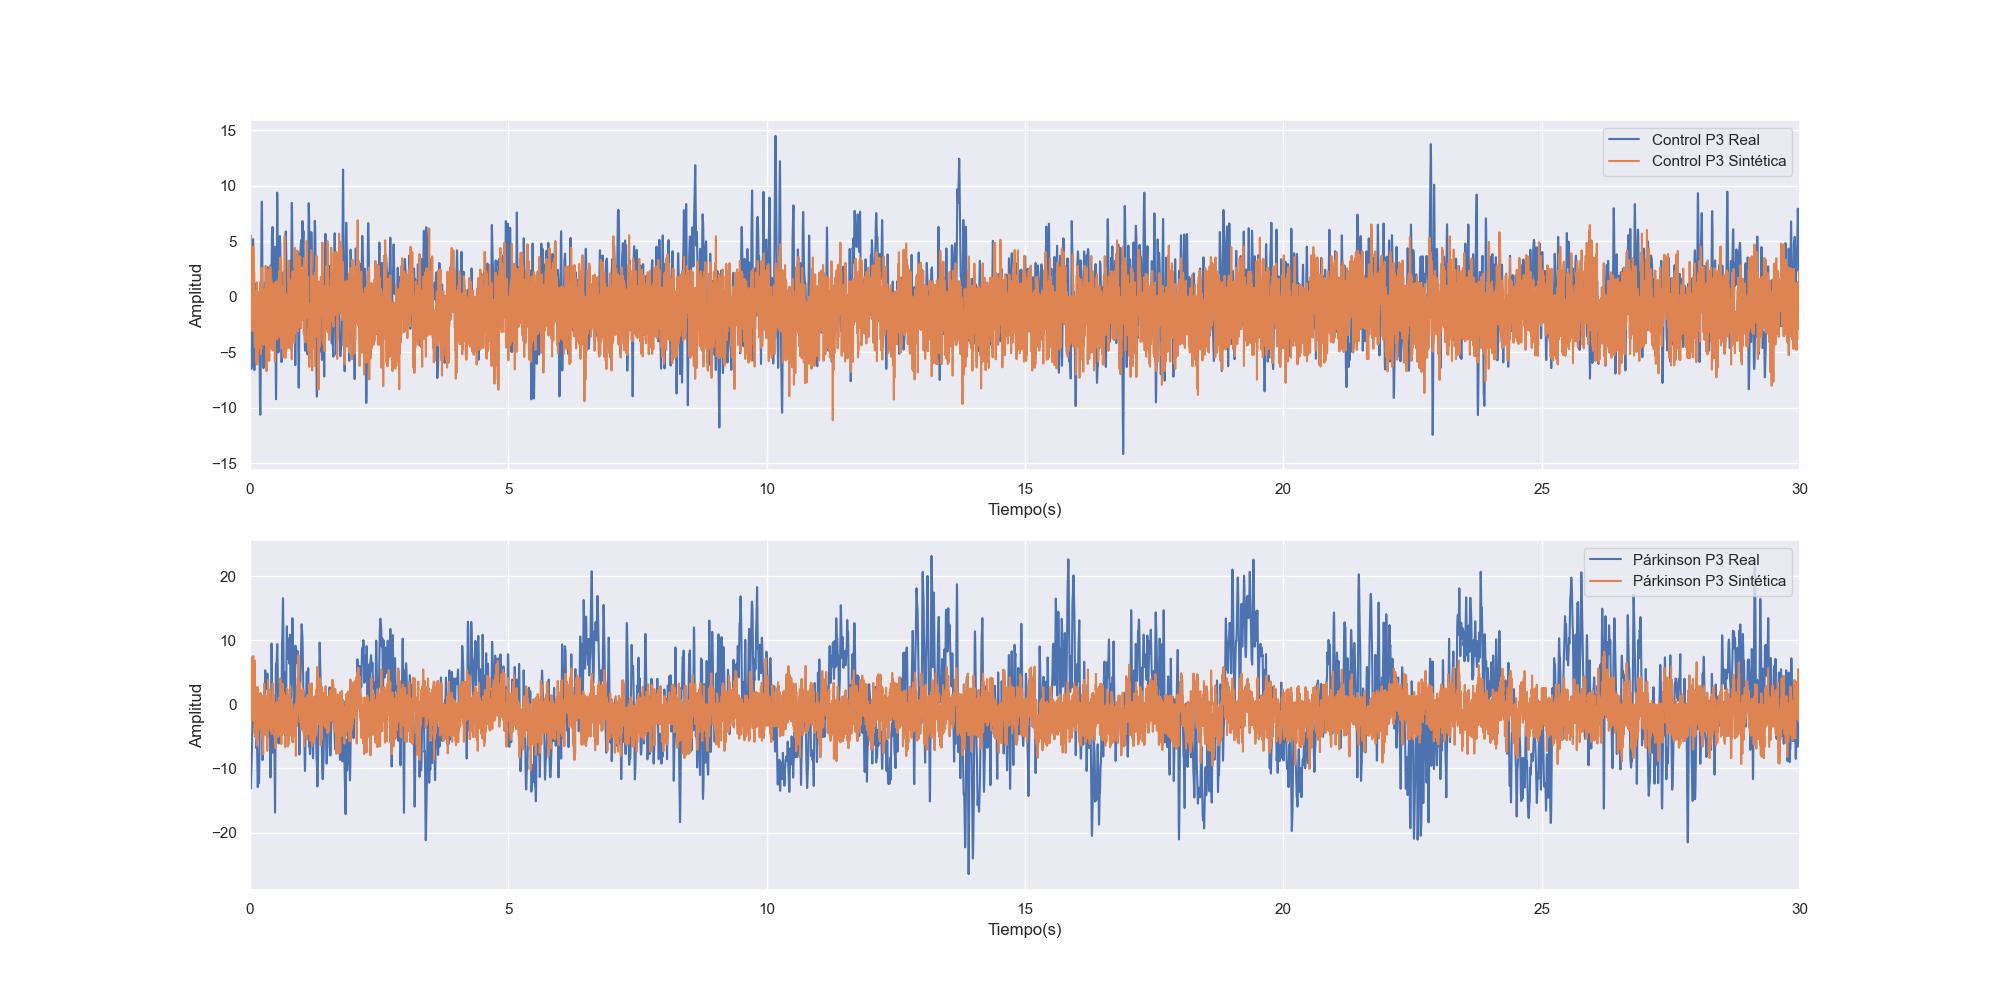 15
10
5
0
−5
−10
−15
Amplitud
Control P3 Real
Control P3 Sintética
0 5 10 15 20 25 30
Tiempo(s)
20
10
0
−10
−20
Amplitud
Párkinson P3 Real
Párkinson P3 Sintética
0 5 10 15 20 25 30
Tiempo(s)